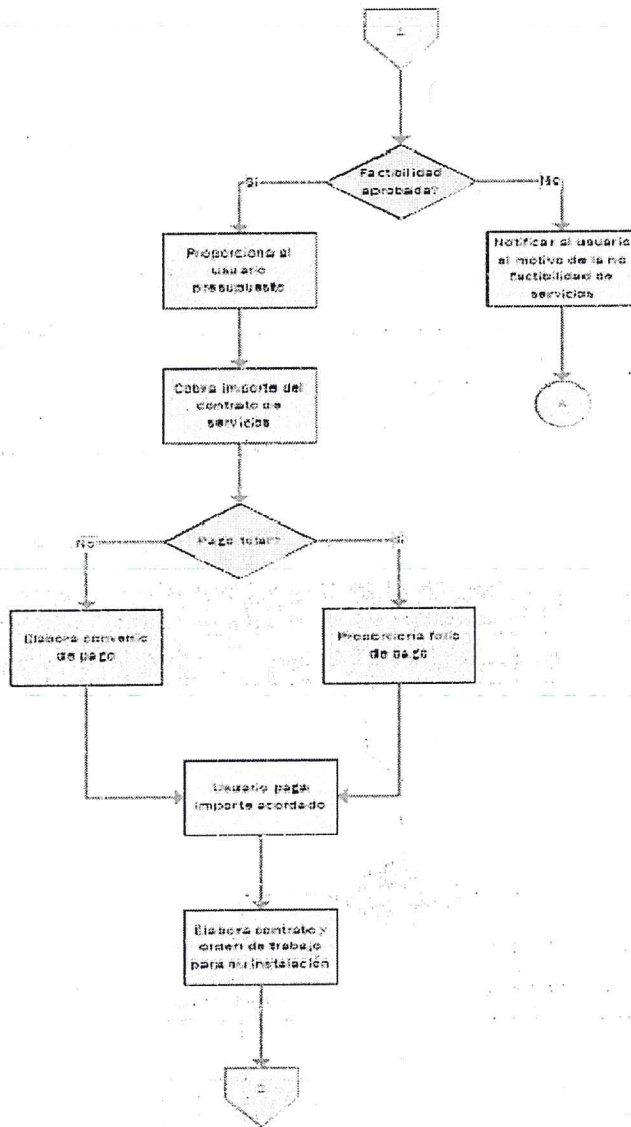 Factibilidad
aprobada?
Si
No
Proporciona al
usuario
presupuesto
Notificar al usuario
el motivo de la no
factibilidad de
servicios
Cobra importe del
contrato de
servicios
A
Pago total?
No
Si
Elabora convenio
de pago
Proporciona folio
de pago
Usuario paga
importe acordado
Elabora contrato y
orden de trabajo
para su instalación